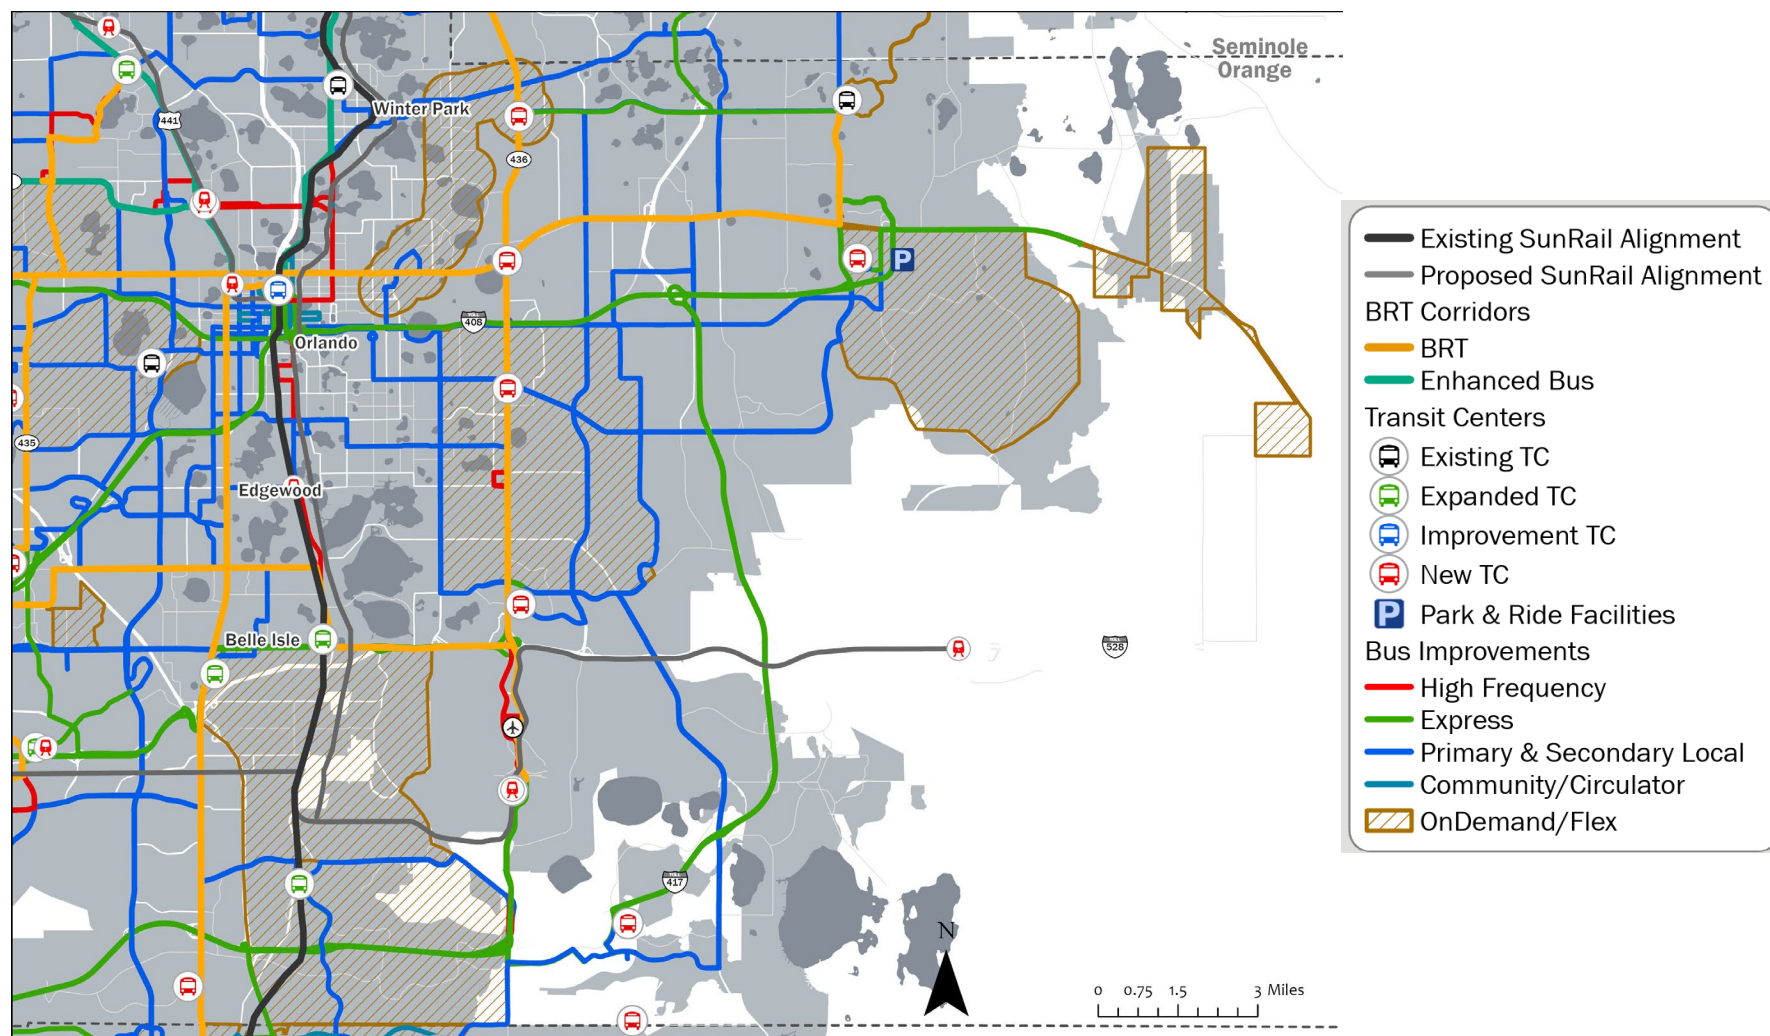 Seminole
Orange
441
Winter Park
436
TOLL
408
Orlando
435
Edgewood
Belle Isle
TOLL
528
TOLL
417
N
0 0.75 1.5 3 Miles
Existing SunRail Alignment
Proposed SunRail Alignment
BRT Corridors
BRT
Enhanced Bus
Transit Centers
Existing TC
Expanded TC
Improvement TC
New TC
P
P Park & Ride Facilities
Bus Improvements
High Frequency
Express
Primary & Secondary Local
Community/Circulator
OnDemand/Flex